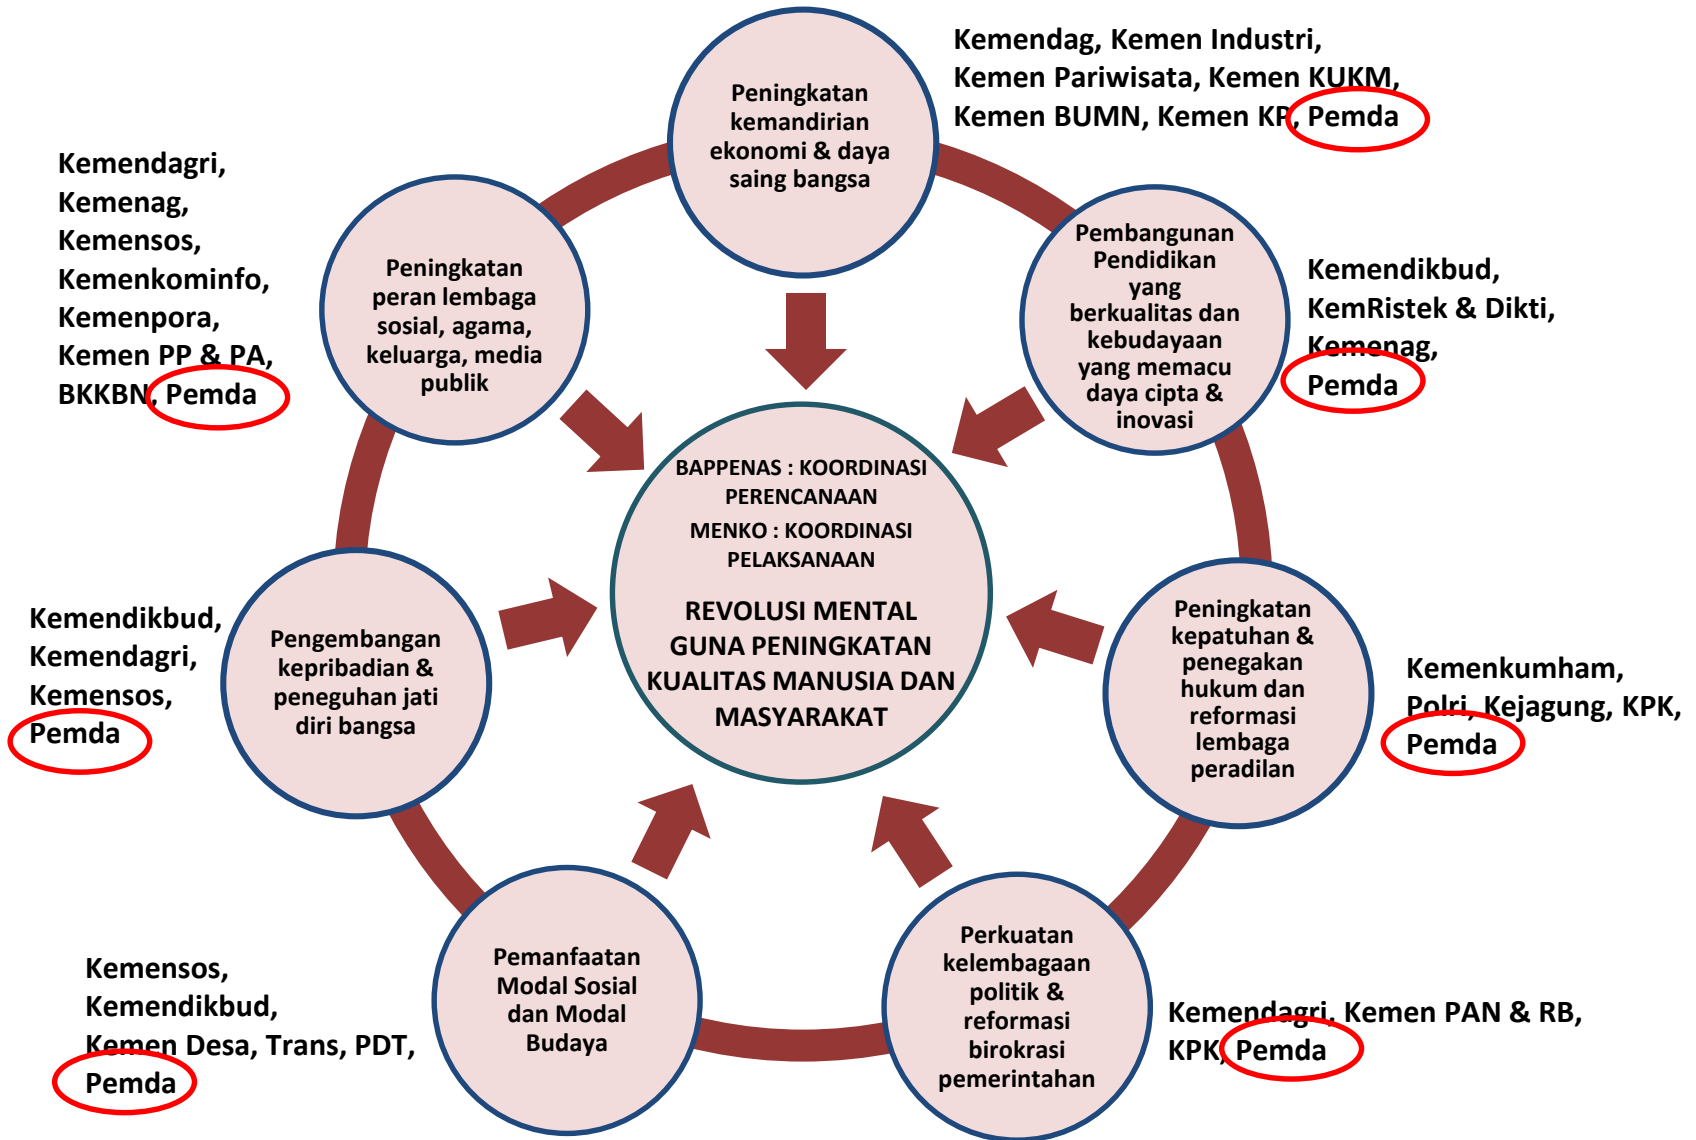 Peningkatan
kemandirian
ekonomi & daya
saing bangsa
Kemendag, Kemen Industri,
Kemen Pariwisata, Kemen KUKM,
Kemen BUMN, Kemen KP, Pemda
Pembangunan
Pendidikan
yang
berkualitas dan
kebudayaan
yang memacu
daya cipta &
inovasi
Kemendikbud,
KemRistek & Dikti,
Kemenag,
Pemda
Peningkatan
kepatuhan &
penegakan
hukum dan
reformasi
lembaga
peradilan
Kemenkumham,
Polri, Kejagung, KPK,
Pemda
Perkuatan
kelembagaan
politik &
reformasi
birokrasi
pemerintahan
Kemendagri, Kemen PAN & RB,
KPK, Pemda
Pemanfaatan
Modal Sosial
dan Modal
Budaya
Kemensos,
Kemendikbud,
Kemen Desa, Trans, PDT,
Pemda
Pengembangan
kepribadian &
peneguhan jati
diri bangsa
Kemendikbud,
Kemendagri,
Kemensos,
Pemda
Peningkatan
peran lembaga
sosial, agama,
keluarga, media
publik
Kemendagri,
Kemenag,
Kemensos,
Kemenkominfo,
Kemenpora,
Kemen PP & PA,
BKKBN, Pemda
BAPPENAS : KOORDINASI
PERENCANAAN
MENKO : KOORDINASI
PELAKSANAAN
REVOLUSI MENTAL
GUNA PENINGKATAN
KUALITAS MANUSIA DAN
MASYARAKAT